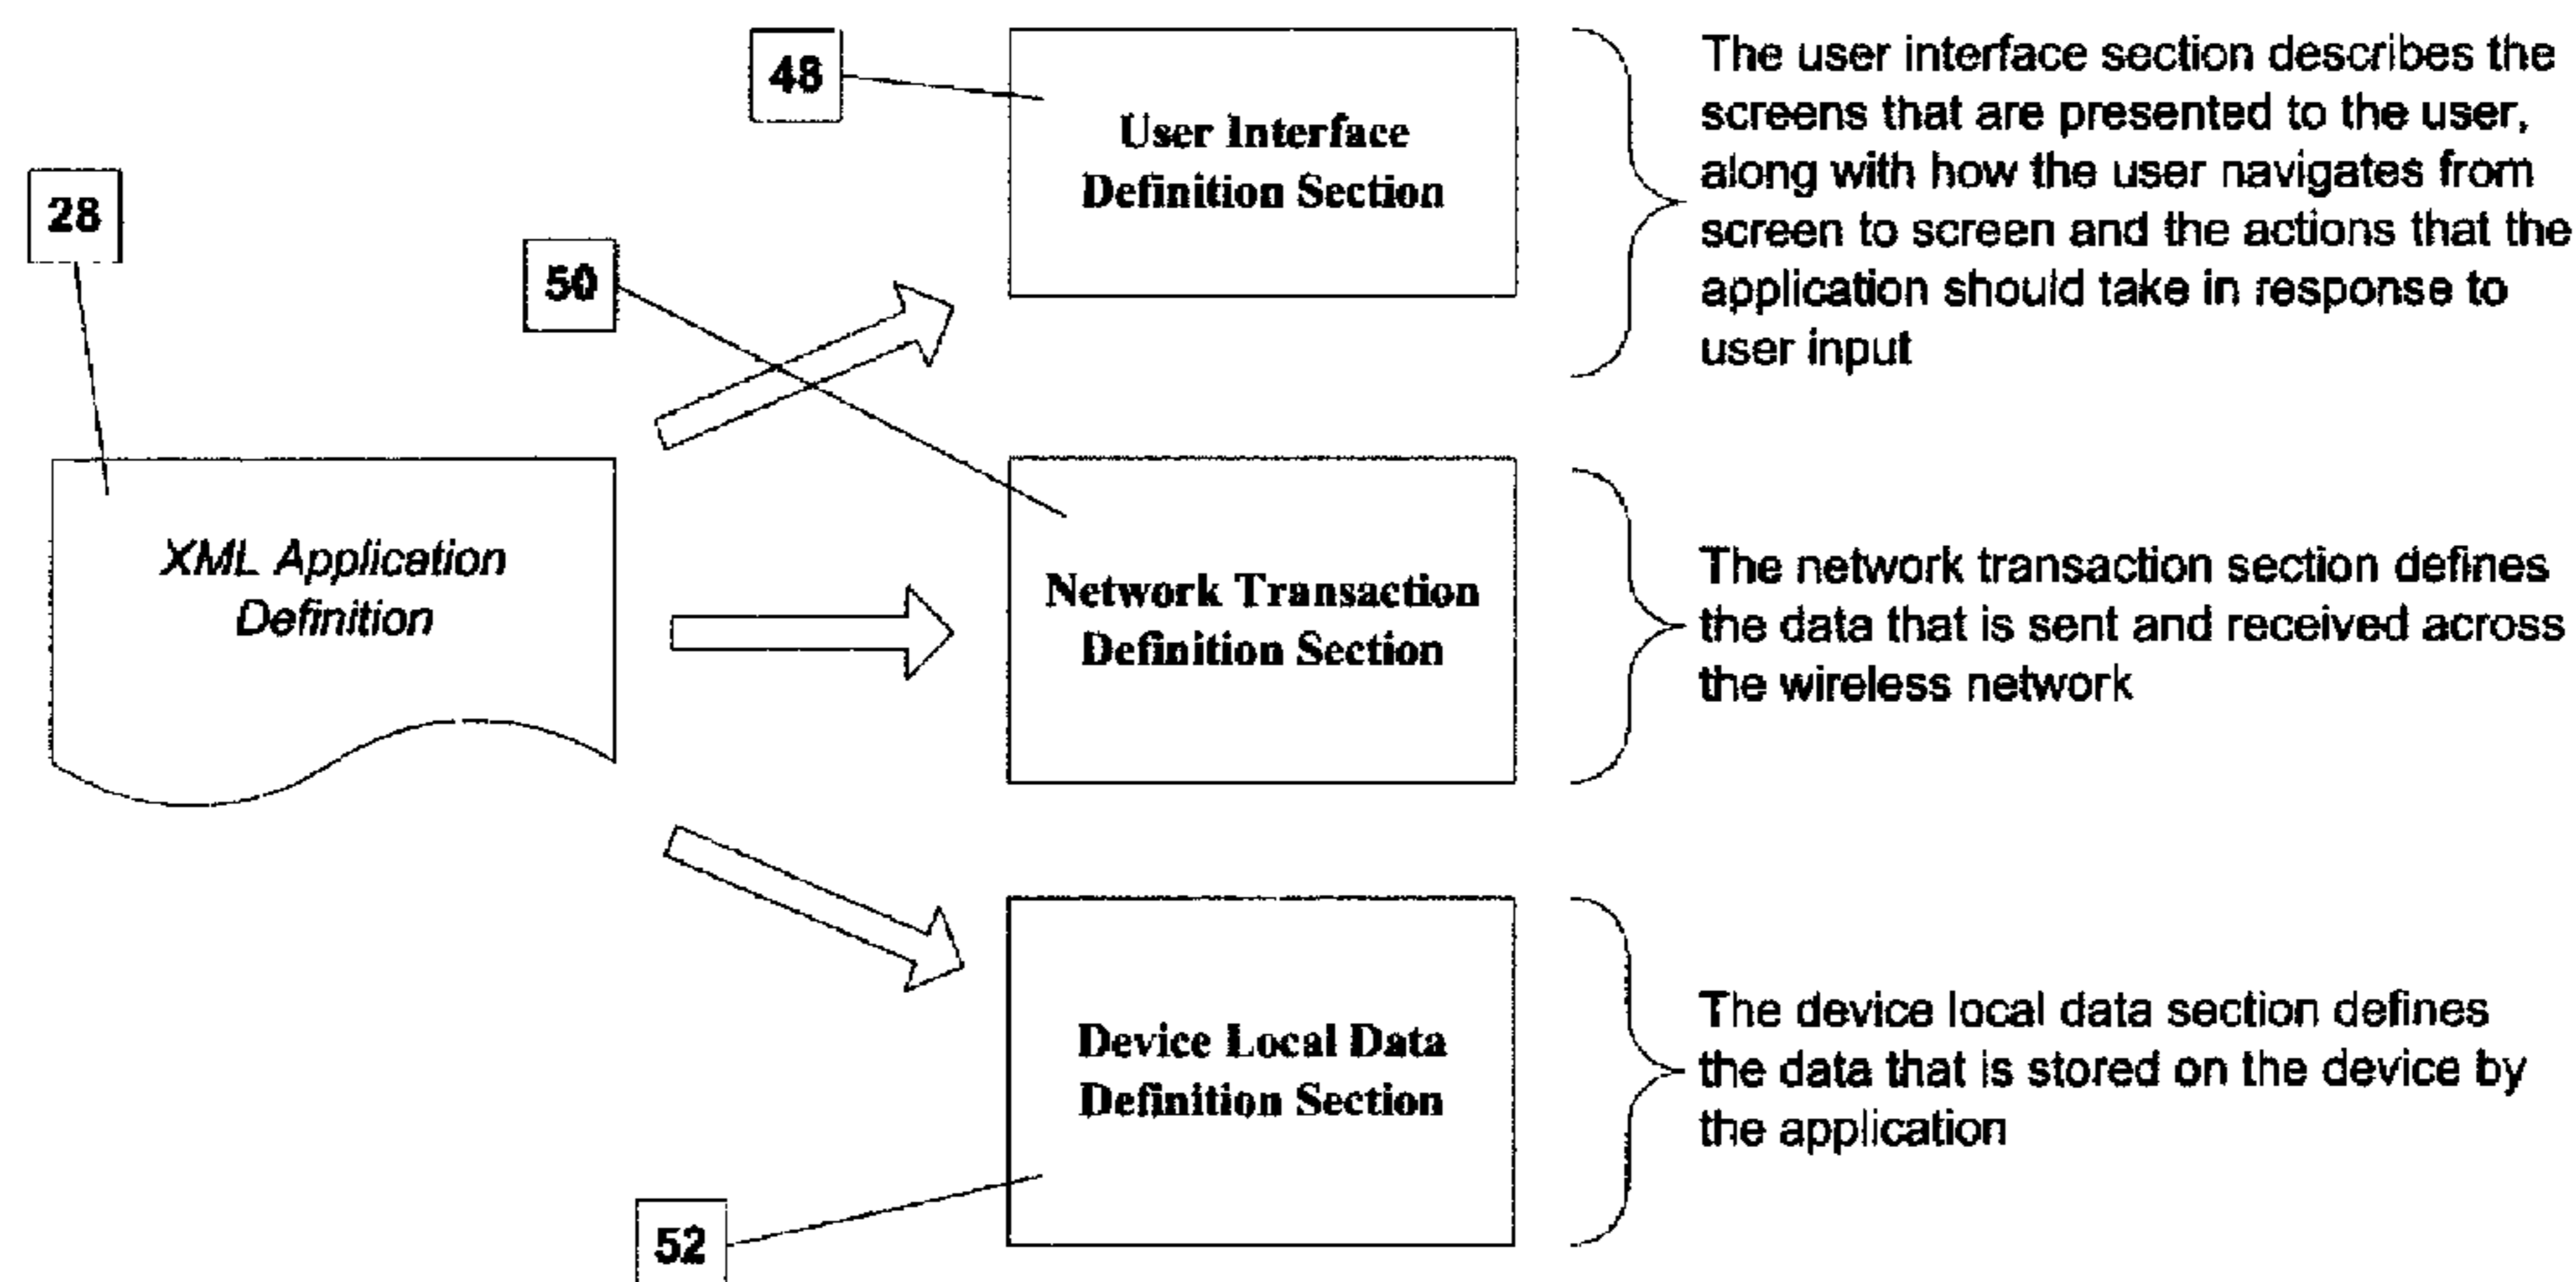 48
User Interface
Definition Section
The user interface section describes the
screens that are presented to the user,
along with how the user navigates from
screen to screen and the actions that the
application should take in response to
user input
28
50
XML Application
Definition
Network Transaction
Definition Section
The network transaction section defines
the data that is sent and received across
the wireless network
Device Local Data
Definition Section
The device local data section defines
the data that is stored on the device by
the application
52